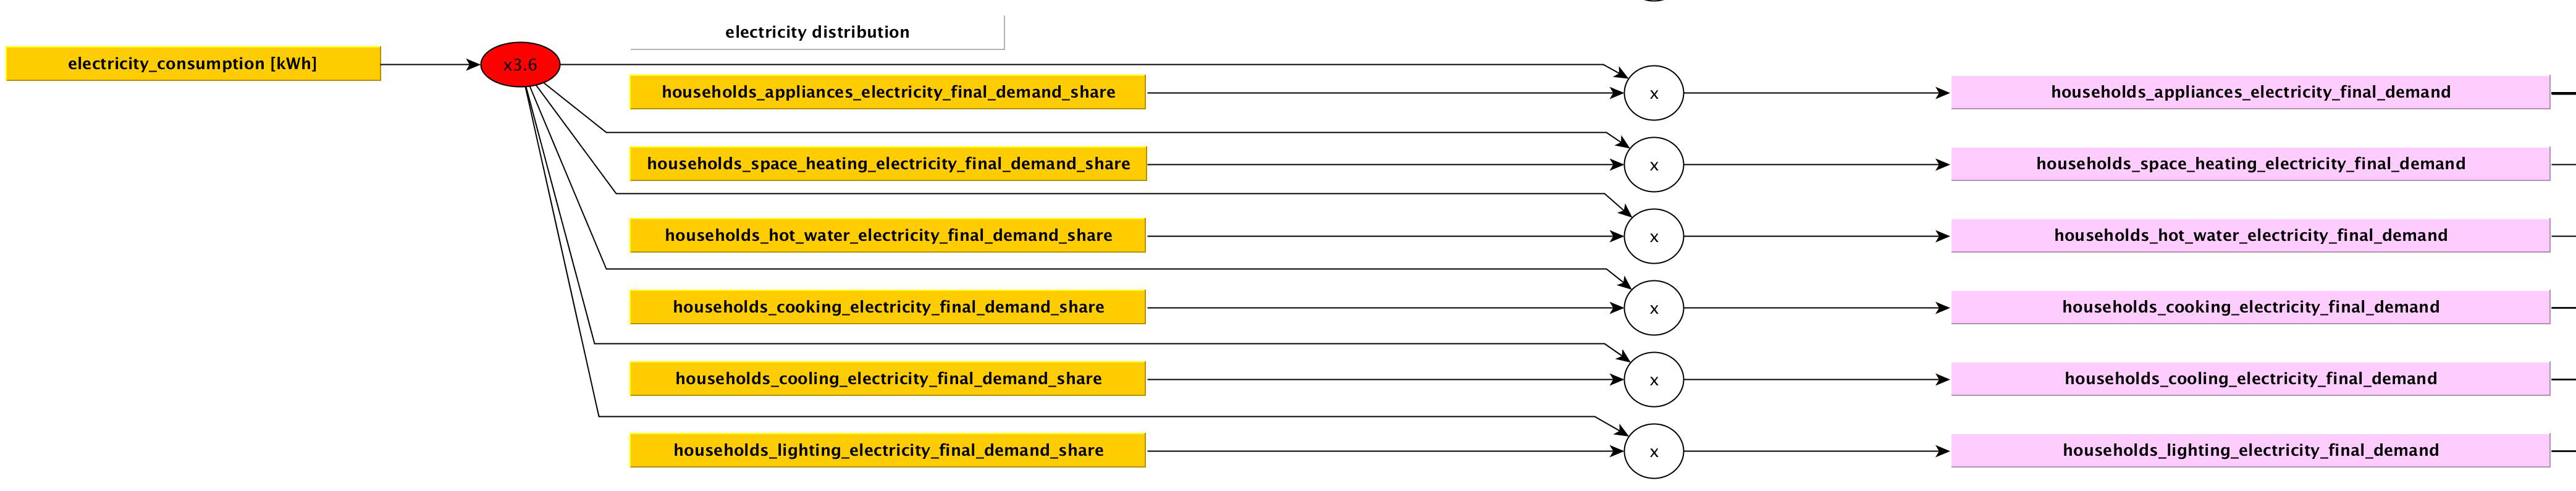 electricity distribution
electricity_consumption [kWh]
x3.6
households_appliances_electricity_final_demand_share
x
households_appliances_electricity_final_demand
households_space_heating_electricity_final_demand_share
x
households_space_heating_electricity_final_demand
households_hot_water_electricity_final_demand_share
x
households_hot_water_electricity_final_demand
households_cooking_electricity_final_demand_share
x
households_cooking_electricity_final_demand
households_cooling_electricity_final_demand_share
x
households_cooling_electricity_final_demand
households_lighting_electricity_final_demand_share
x
households_lighting_electricity_final_demand